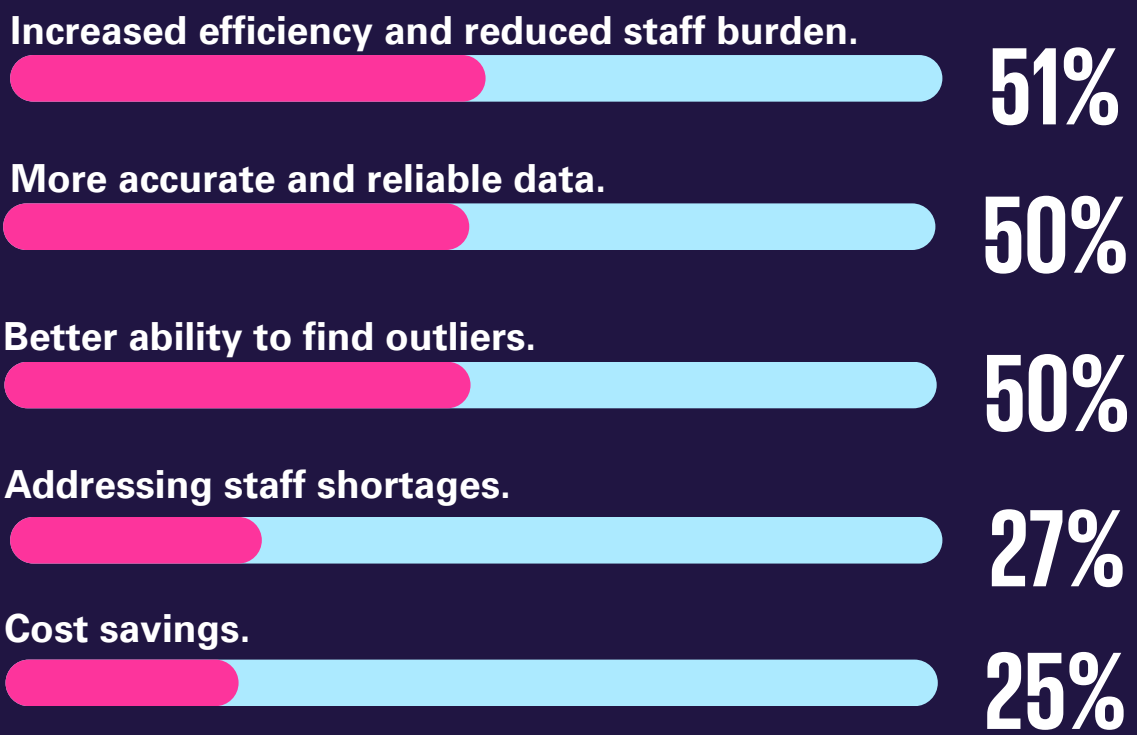 Increased efficiency and reduced staff burden.
51%
More accurate and reliable data.
50%
Better ability to find outliers.
50%
Addressing staff shortages.
27%
Cost savings.
25%